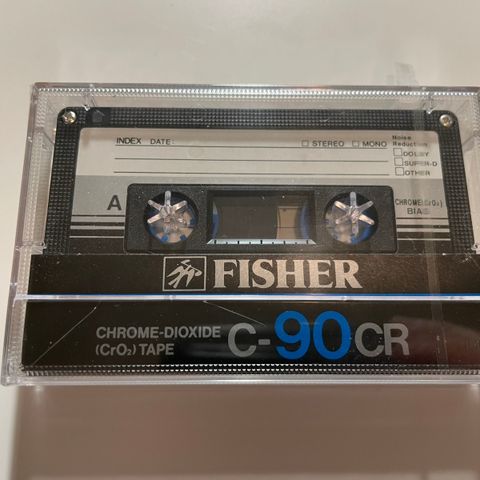 INDEX DATE: □ STEREO □ MONO
Noise
Reduction
□DOLBY
□SUPER-D
□OTHER
A
CHROME(CrO₂)
BIAS
FISHER
CHROME-DIOXIDE
(CrO₂) TAPE
C-90CR